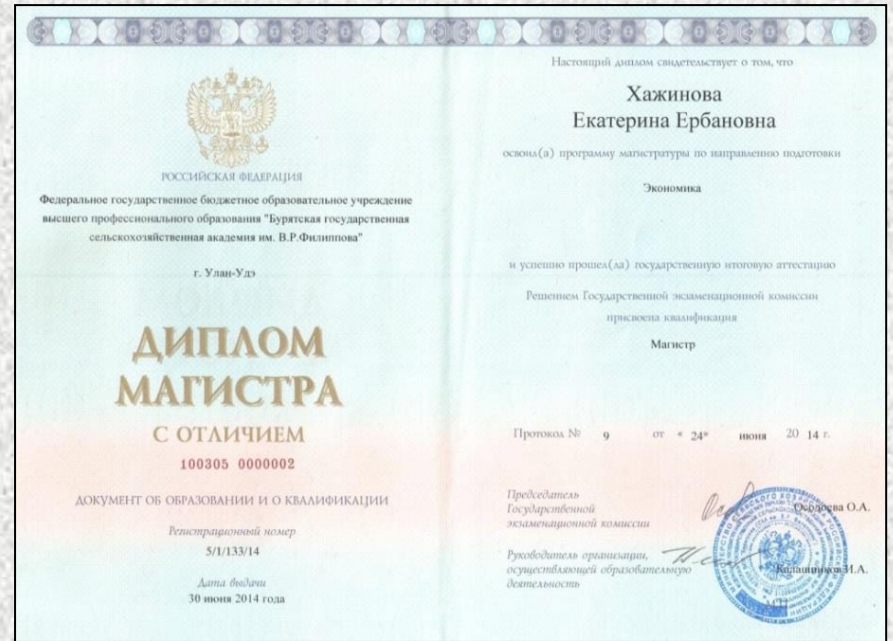 РОССИЙСКАЯ ФЕДЕРАЦИЯ
Федеральное государственное бюджетное образовательное учреждение
высшего профессионального образования "Бурятская государственная
сельскохозяйственная академия им. В.Р.Филиппова"
г. Улан-Удэ
ДИПЛОМ
МАГИСТРА
С ОТЛИЧИЕМ
100305 0000002
ДОКУМЕНТ ОБ ОБРАЗОВАНИИ И О КВАЛИФИКАЦИИ
Регистрационный номер
5/1/133/14
Дата выдачи
30 июня 2014 года
Настоящий диплом свидетельствует о том, что
Хажинова
Екатерина Ербановна
освоил(а) программу магистратуры по направлению подготовки
Экономика
и успешно прошел(ла) государственную итоговую аттестацию
Решением Государственной экзаменационной комиссии
присвоена квалификация
Магистр
Протокол № 9 от « 24» июня 20 14 г.
Председатель
Государственной
экзаменационной комиссии
О.А.
Руководитель организации,
осуществляющей образовательную
деятельность
Калашников И.А.